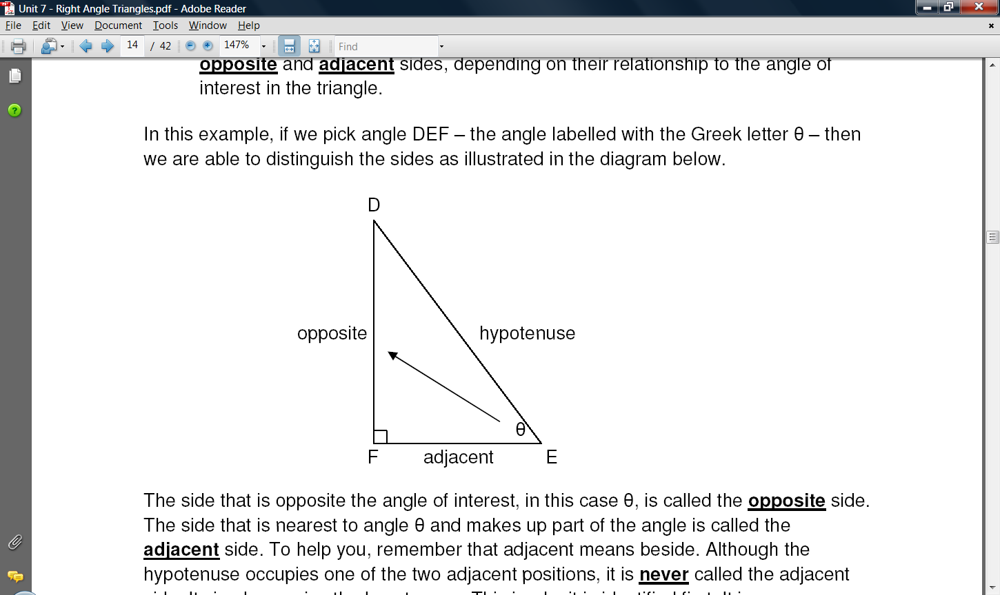 Unit 7 - Right Angle Triangles.pdf - Adobe Reader
File Edit View Document Tools Window Help
14 / 42 147% Find
opposite and adjacent sides, depending on their relationship to the angle of
interest in the triangle.
In this example, if we pick angle DEF – the angle labelled with the Greek letter θ – then
we are able to distinguish the sides as illustrated in the diagram below.
D
opposite hypotenuse
θ
F adjacent E
The side that is opposite the angle of interest, in this case θ, is called the opposite side.
The side that is nearest to angle θ and makes up part of the angle is called the
adjacent side. To help you, remember that adjacent means beside. Although the
hypotenuse occupies one of the two adjacent positions, it is never called the adjacent